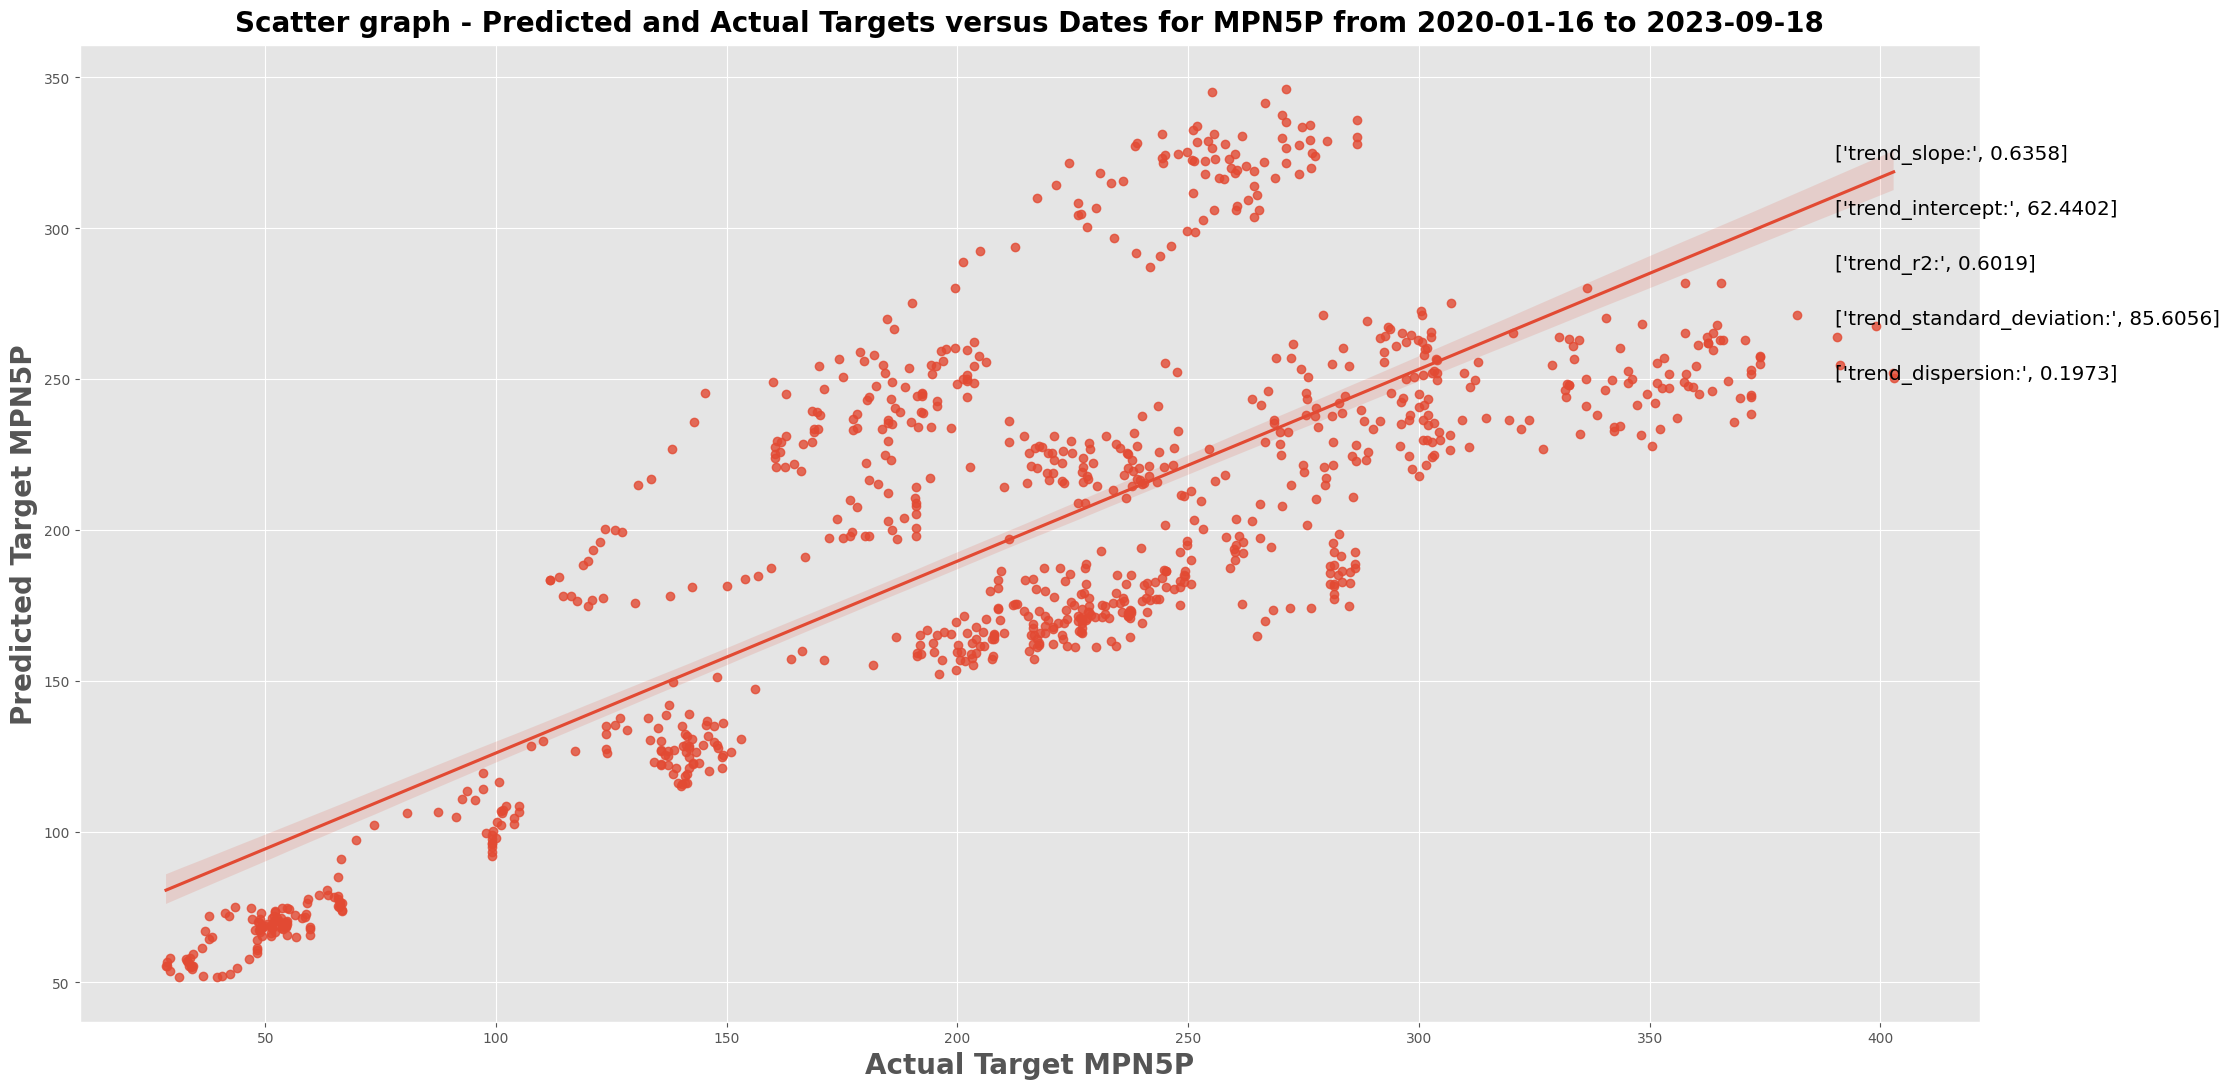 Scatter graph - Predicted and Actual Targets versus Dates for MPN5P from 2020-01-16 to 2023-09-18
Predicted Target MPN5P
350
300
250
200
150
100
50
['trend_slope:', 0.6358]
['trend_intercept:', 62.4402]
['trend_r2:', 0.6019]
['trend_standard_deviation:', 85.6056]
['trend_dispersion:', 0.1973]
50 100 150 200 250 300 350 400
Actual Target MPN5P